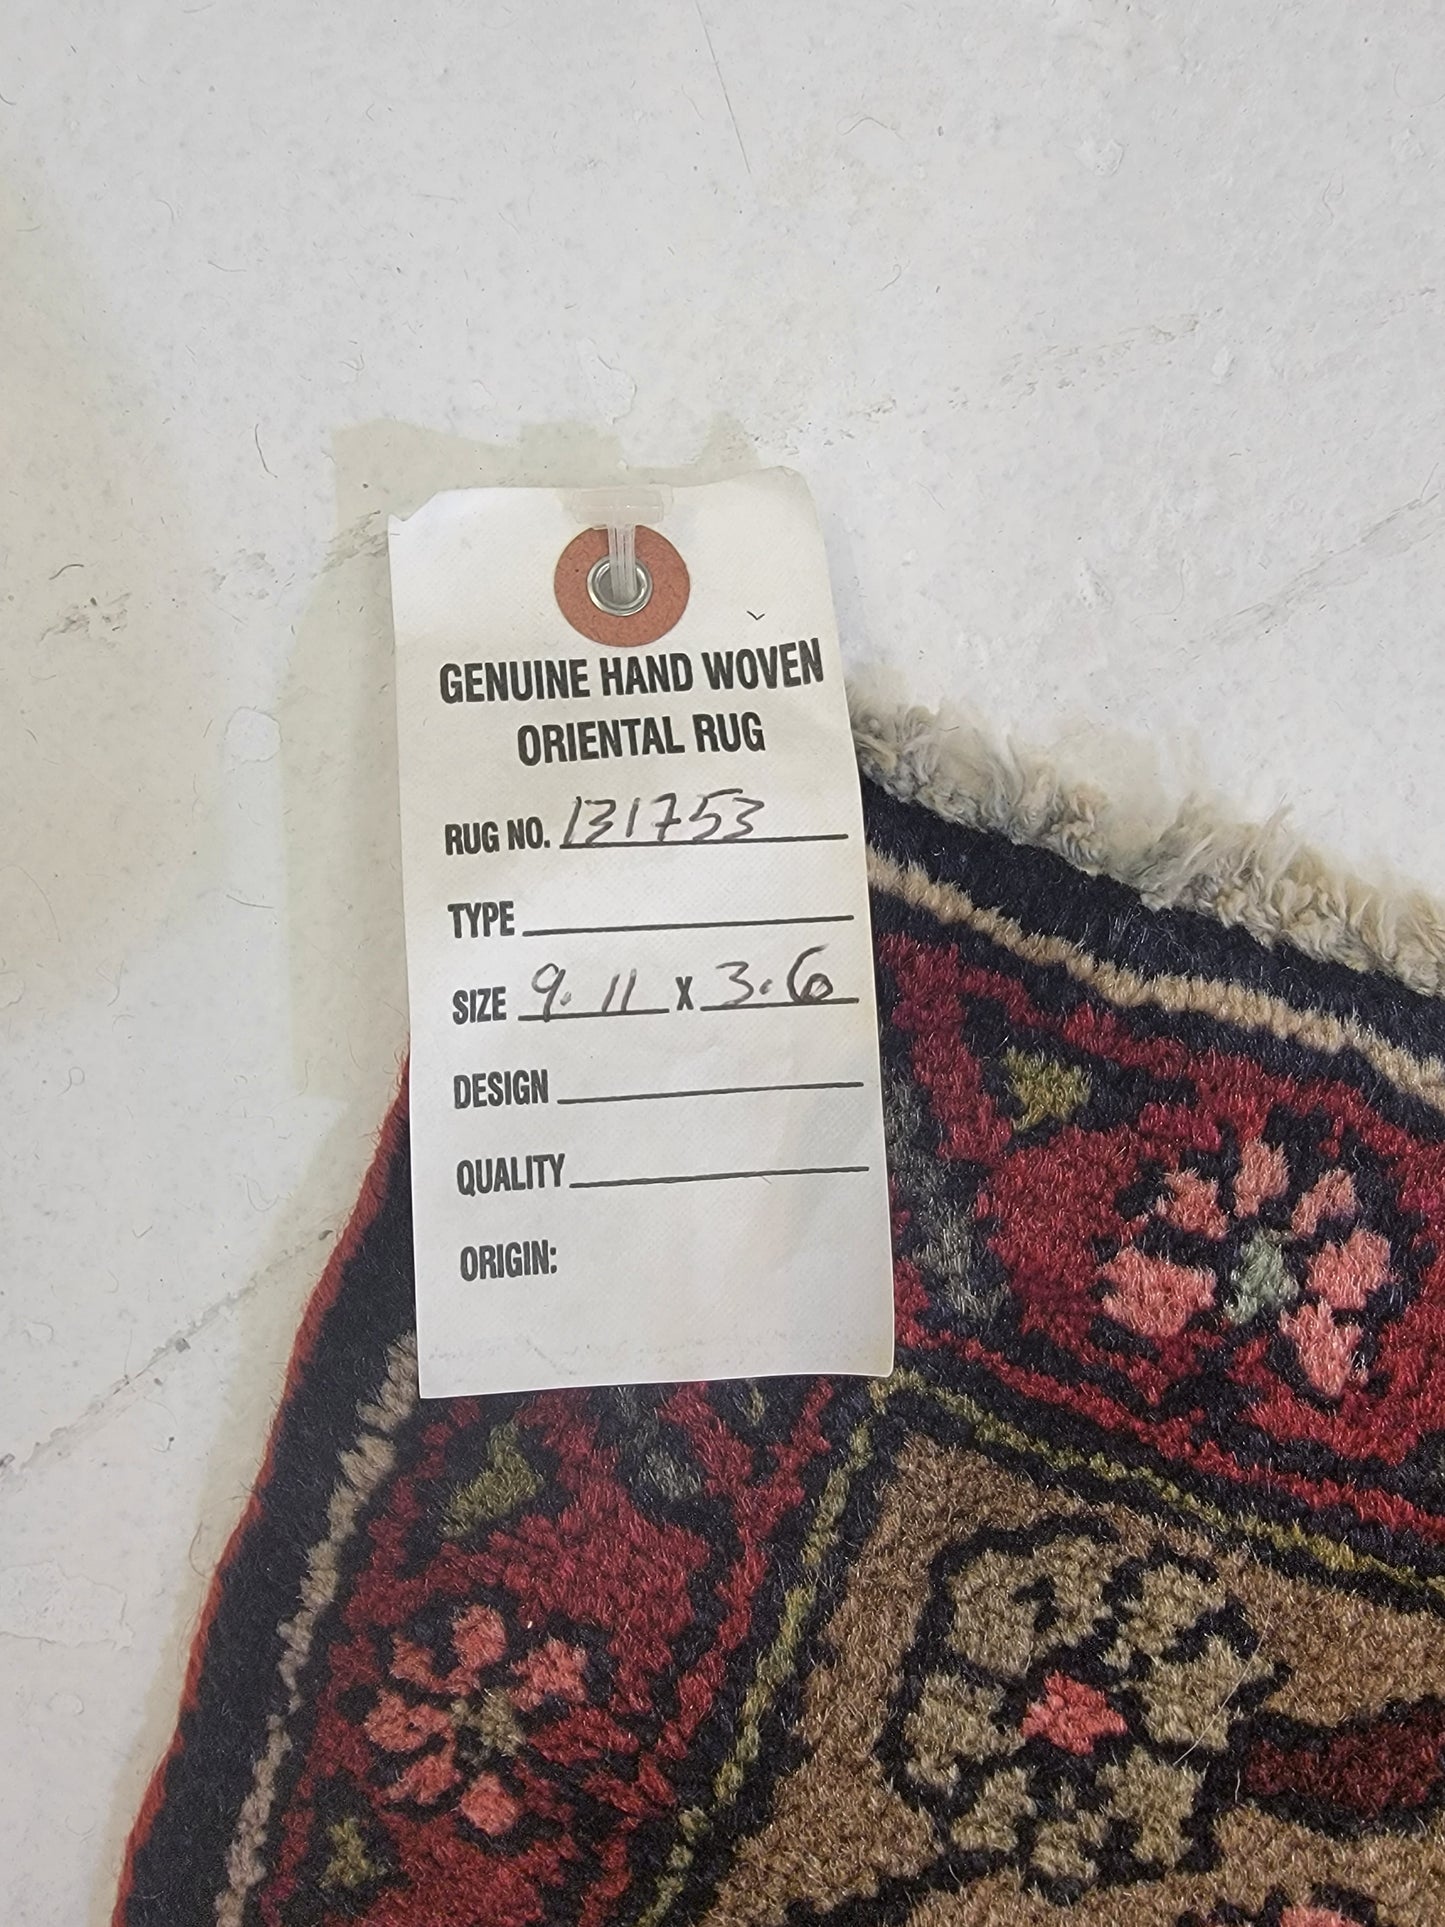 GENUINE HAND WOVEN
ORIENTAL RUG
RUG NO. 131753
TYPE
SIZE 9.11 X 3.6
DESIGN
QUALITY
ORIGIN: